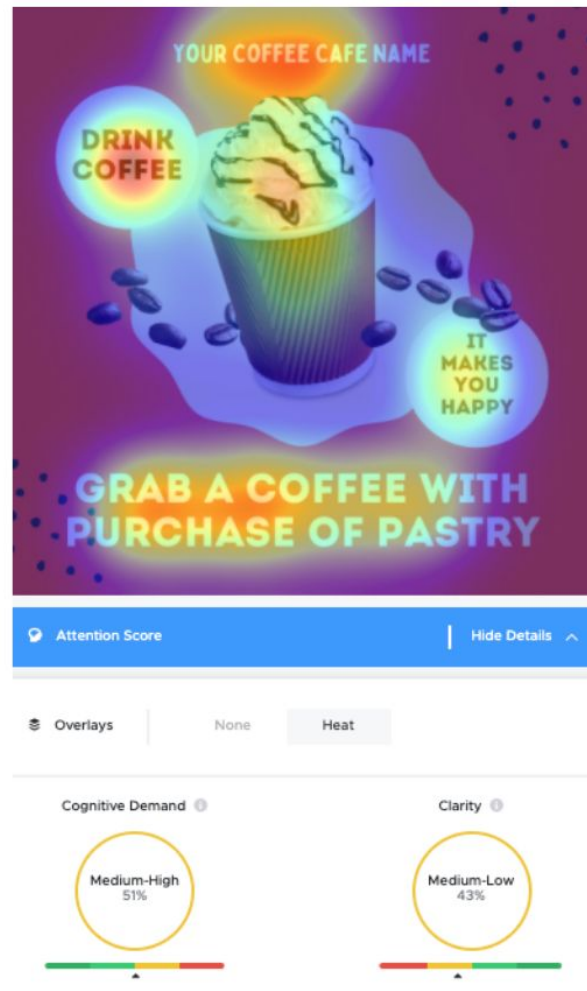 YOUR COFFEE CAFE NAME
DRINK
COFFEE
IT
MAKES
YOU
HAPPY
GRAB A COFFEE WITH
PURCHASE OF PASTRY
Attention Score
Hide Details
Overlays
None
Heat
Cognitive Demand
Clarity
Medium-High
51%
Medium-Low
43%